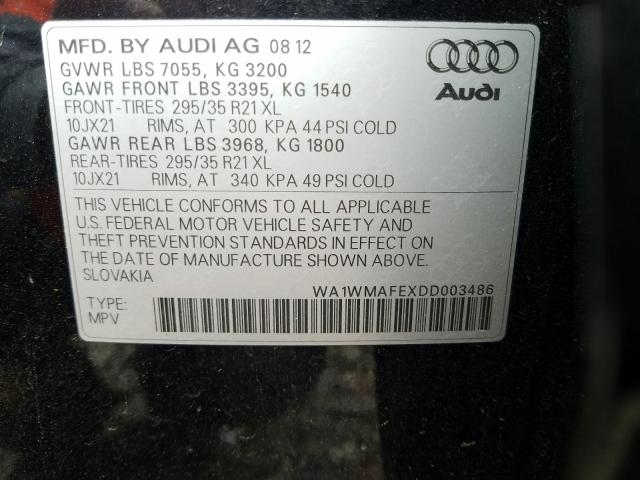 MFD. BY AUDI AG 08 12
GVWR LBS 7055, KG 3200
GAWR FRONT LBS 3395, KG 1540
FRONT-TIRES 295/35 R21 XL
10JX21 RIMS, AT 300 KPA 44 PSI COLD
GAWR REAR LBS 3968, KG 1800
REAR-TIRES 295/35 R21 XL
10JX21 RIMS, AT 340 KPA 49 PSI COLD
Audi
THIS VEHICLE CONFORMS TO ALL APPLICABLE
U.S. FEDERAL MOTOR VEHICLE SAFETY AND
THEFT PREVENTION STANDARDS IN EFFECT ON
THE DATE OF MANUFACTURE SHOWN ABOVE.
SLOVAKIA
WA1WMAFEXDD003486
TYPE:
MPV